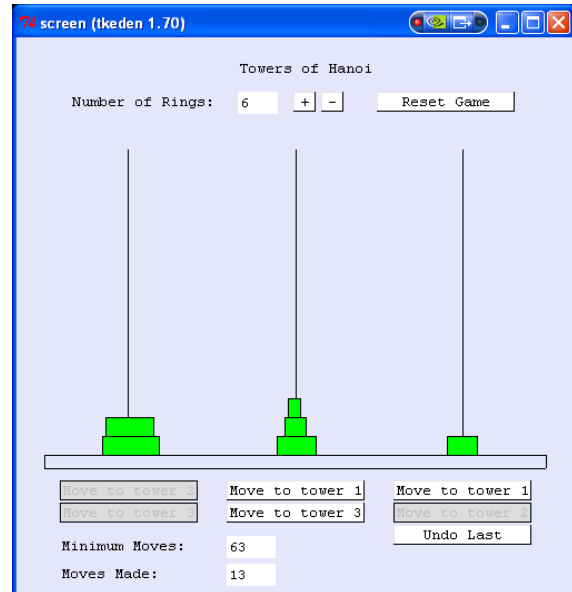 screen (tkeden 1.70)
Towers of Hanoi
Number of Rings: 6 + - Reset Game
Move to tower 2 Move to tower 1 Move to tower 1
Move to tower 3 Move to tower 3 Move to tower 2
Undo Last
Minimum Moves: 63
Moves Made: 13